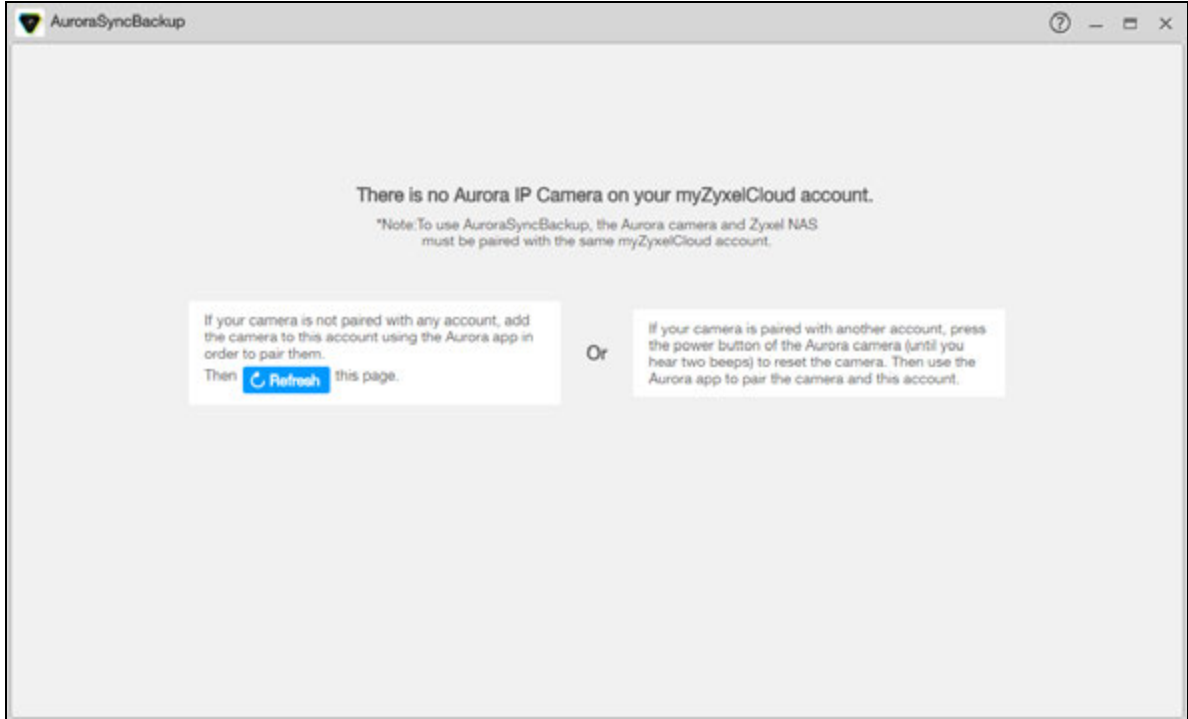 AuroraSyncBackup
There is no Aurora IP Camera on your myZyxelCloud account.
*Note:To use AuroraSyncBackup, the Aurora camera and Zyxel NAS
must be paired with the same myZyxelCloud account.
If your camera is not paired with any account, add
the camera to this account using the Aurora app in
order to pair them.
Then Refresh this page.
Or
If your camera is paired with another account, press
the power button of the Aurora camera (until you
hear two beeps) to reset the camera. Then use the
Aurora app to pair the camera and this account.